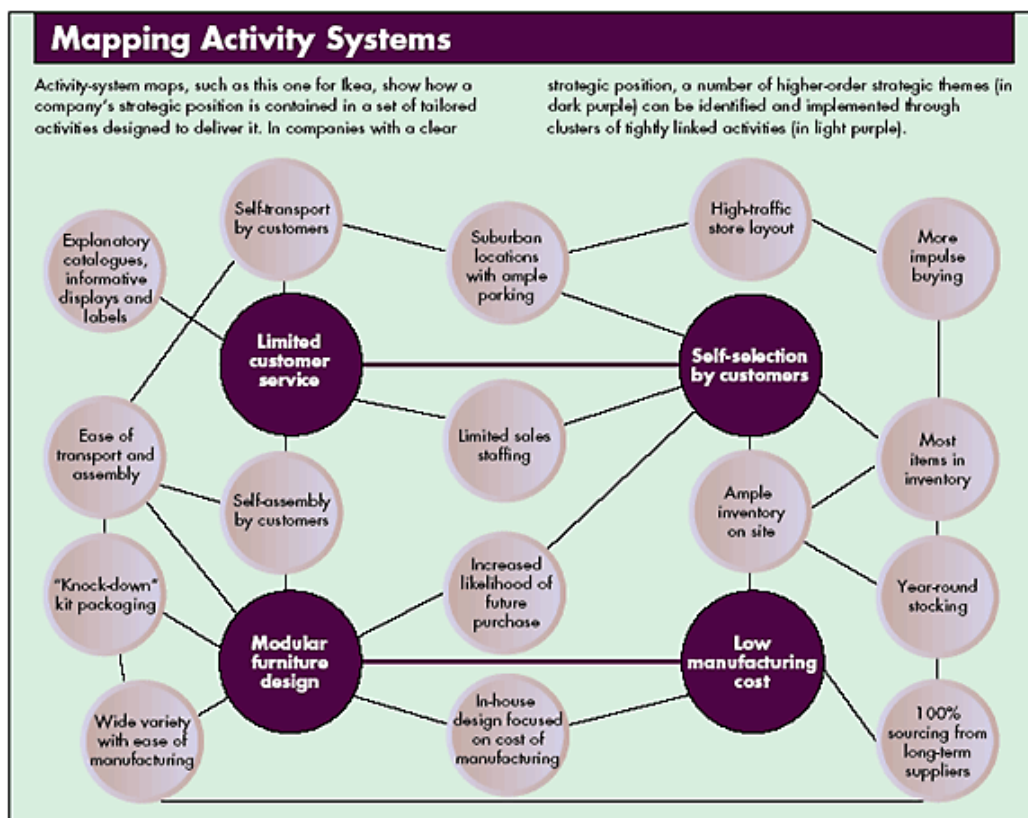 Mapping Activity Systems
Activity-system maps, such as this one for Ikea, show how a
company's strategic position is contained in a set of tailored
activities designed to deliver it. In companies with a clear
strategic position, a number of higher-order strategic themes (in
dark purple) can be identified and implemented through
clusters of tightly linked activities (in light purple).
Self-transport
by customers
High-traffic
store layout
Explanatory
catalogues,
informative
displays and
labels
Suburban
locations
with ample
parking
More
impulse
buying
Limited
customer
service
Self-selection
by customers
Ease of
transport and
assembly
Limited sales
staffing
Most
items in
inventory
Self-assembly
by customers
Ample
inventory
on site
"Knock-down"
kit packaging
Increased
likelihood of
future
purchase
Year-round
stocking
Modular
furniture
design
Low
manufacturing
cost
Wide variety
with ease of
manufacturing
In-house
design focused
on cost of
manufacturing
100%
sourcing from
long-term
suppliers